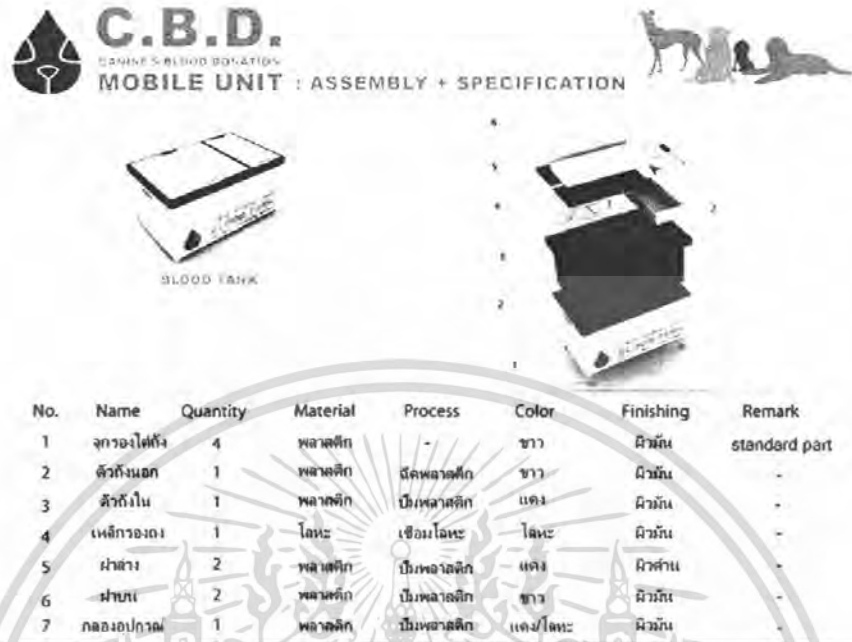 C.B.D.
CANINE'S BLOOD DONATION
MOBILE UNIT : ASSEMBLY + SPECIFICATION
BLOOD TANK
6
5
4
3
2
1
2
No. Name Quantity Material Process Color Finishing Remark
1 จุกรองใต้ถัง 4 พลาสติก - ขาว ผิวมัน standard part
2 ตัวถังนอก 1 พลาสติก ฉีดพลาสติก ขาว ผิวมัน -
3 ตัวถังใน 1 พลาสติก ปั๊มพลาสติก แดง ผิวมัน -
4 เหล็กรองถุง 1 โลหะ เชื่อมโลหะ โลหะ ผิวมัน -
5 ฝาล่าง 2 พลาสติก ปั๊มพลาสติก แดง ผิวด้าน -
6 ฝาบน 2 พลาสติก ปั๊มพลาสติก ขาว ผิวมัน -
7 กล่องอุปกรณ์ 1 พลาสติก ปั๊มพลาสติก แดง/โลหะ ผิวมัน -